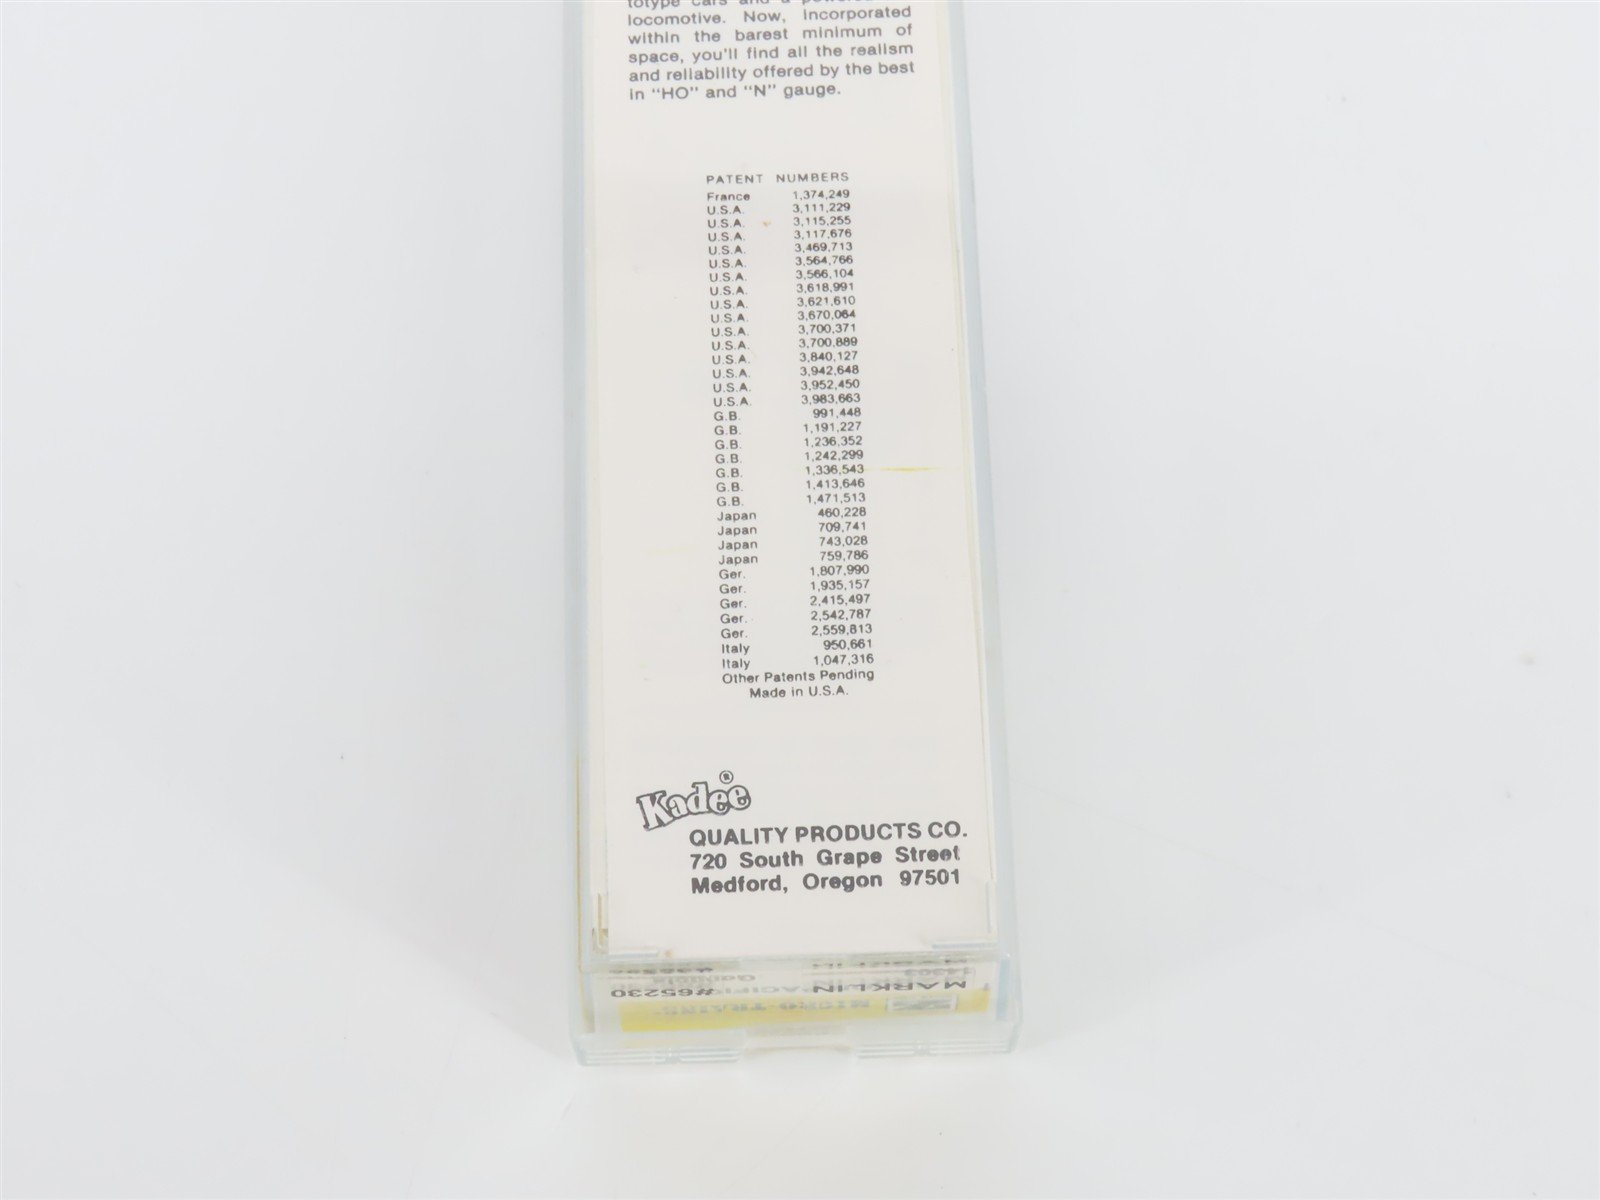 totype cars and a powered
locomotive. Now, incorporated
within the barest minimum of
space, you'll find all the realism
and reliability offered by the best
in "HO" and "N" gauge.
PATENT NUMBERS
France 1,374,249
U.S.A. 3,111,229
U.S.A. 3,115,255
U.S.A. 3,117,676
U.S.A. 3,469,713
U.S.A. 3,564,766
U.S.A. 3,566,104
U.S.A. 3,618,991
U.S.A. 3,621,610
U.S.A. 3,670,064
U.S.A. 3,700,371
U.S.A. 3,700,889
U.S.A. 3,840,127
U.S.A. 3,942,648
U.S.A. 3,952,450
U.S.A. 3,983,663
G.B. 991,448
G.B. 1,191,227
G.B. 1,236,352
G.B. 1,242,299
G.B. 1,336,543
G.B. 1,413,646
G.B. 1,471,513
Japan 460,228
Japan 709,741
Japan 743,028
Japan 759,786
Ger. 1,807,990
Ger. 1,935,157
Ger. 2,415,497
Ger. 2,542,787
Ger. 2,559,813
Italy 950,661
Italy 1,047,316
Other Patents Pending
Made in U.S.A.
Kadee®
QUALITY PRODUCTS CO.
720 South Grape Street
Medford, Oregon 97501
14303
MARKLIN #65230
MICRO-TRAINS